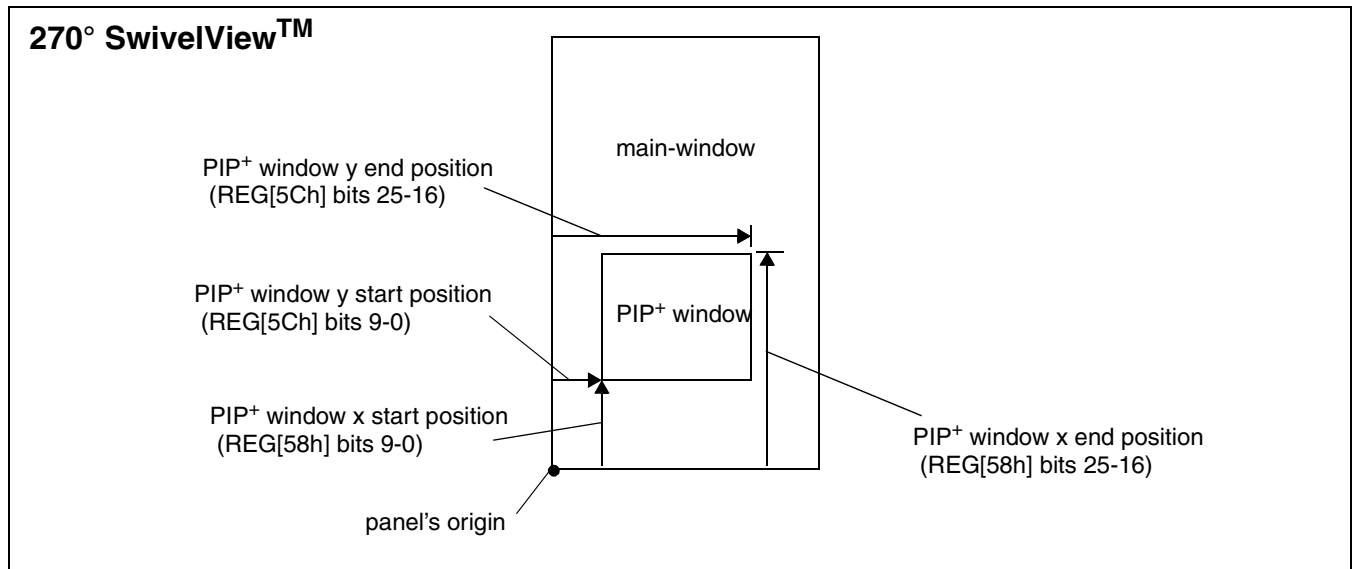 270° SwivelView™
main-window
PIP+ window y end position
(REG[5Ch] bits 25-16)
PIP+ window y start position
(REG[5Ch] bits 9-0)
PIP+ window
PIP+ window x start position
(REG[58h] bits 9-0)
PIP+ window x end position
(REG[58h] bits 25-16)
panel's origin